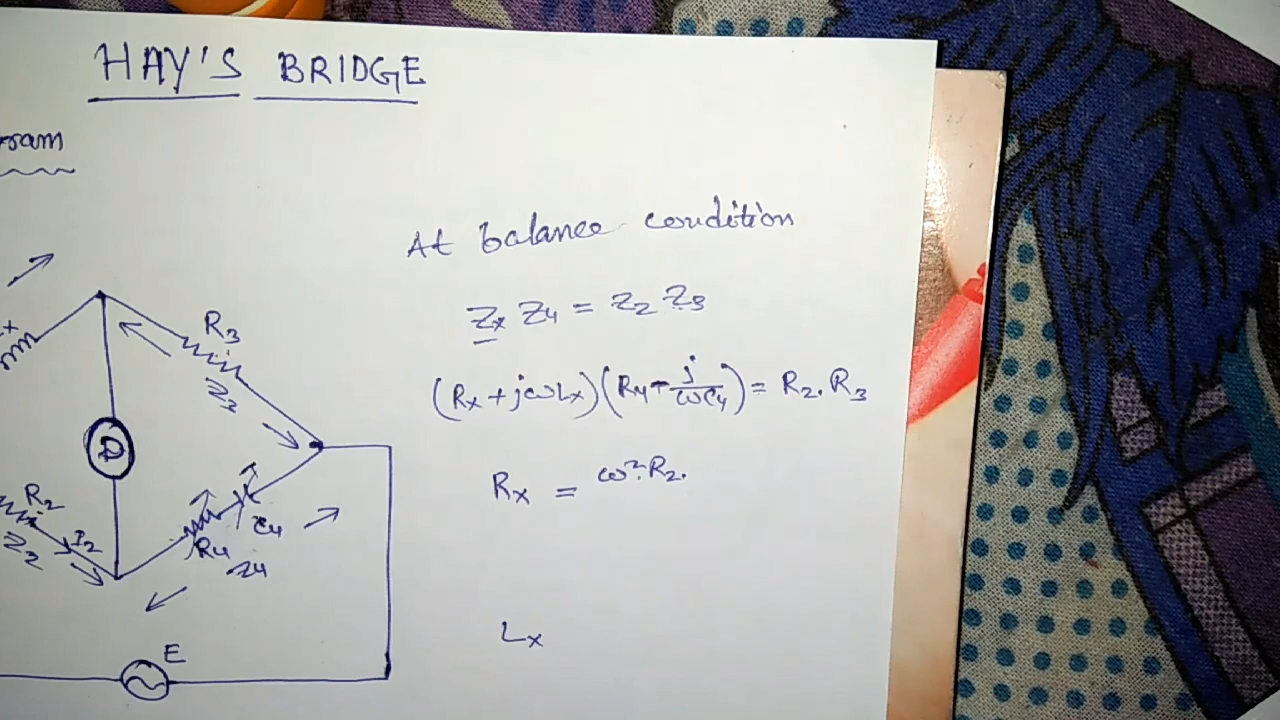 HAY'S BRIDGE
At balance condition
Zx Z4 = Z2 Z3
(Rx + jωLx)(R4 - j/ωC4) = R2. R3
Rx = ω². R2.
Lx
R3
Z3
D
R2
Z2
I2
R4
C4
Z4
E